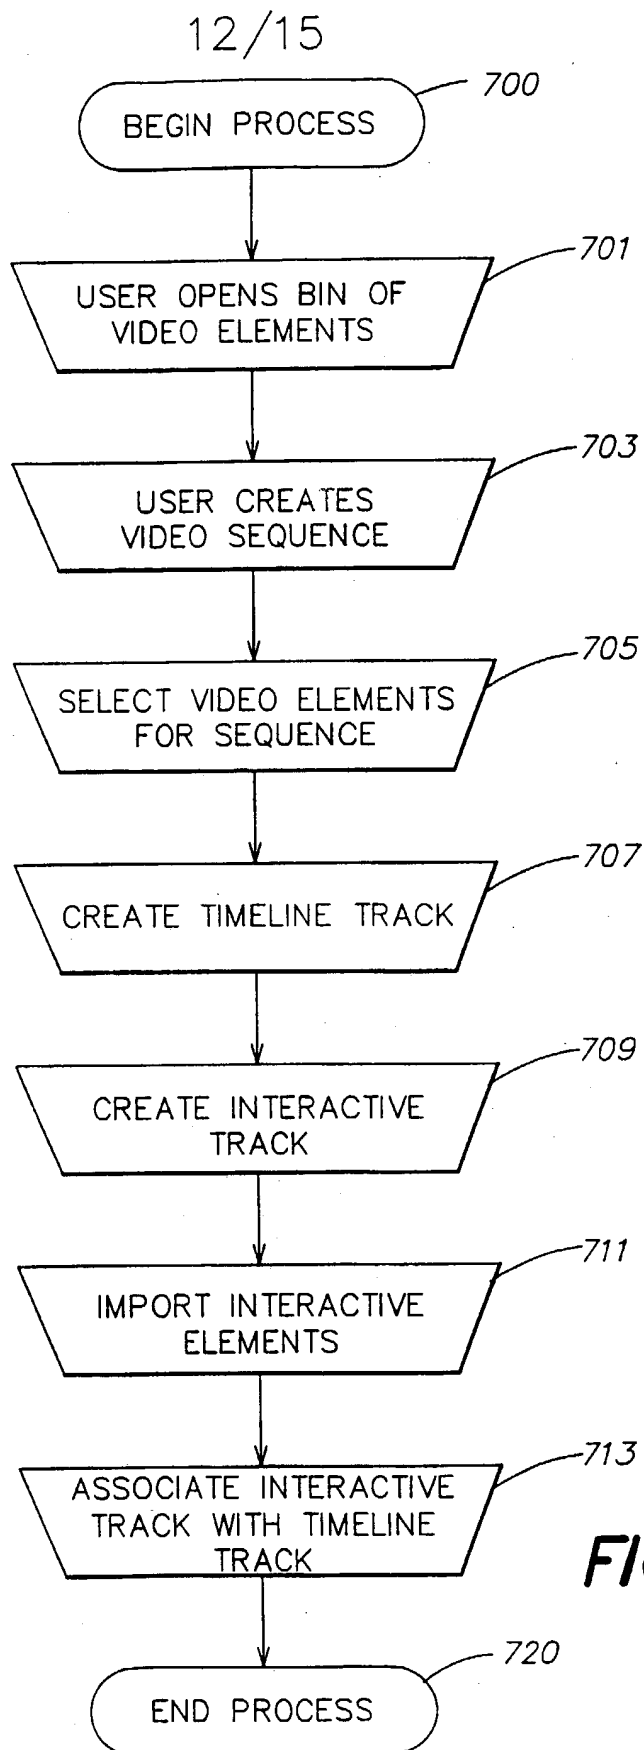 12/15
700
BEGIN PROCESS
701
USER OPENS BIN OF
VIDEO ELEMENTS
703
USER CREATES
VIDEO SEQUENCE
705
SELECT VIDEO ELEMENTS
FOR SEQUENCE
707
CREATE TIMELINE TRACK
709
CREATE INTERACTIVE
TRACK
711
IMPORT INTERACTIVE
ELEMENTS
713
ASSOCIATE INTERACTIVE
TRACK WITH TIMELINE
TRACK
720
END PROCESS